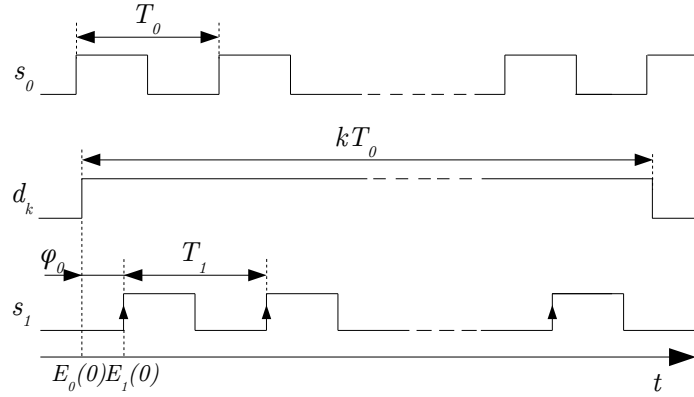 T₀
s₀
kT₀
dₖ
φ₀
T₁
s₁
E₀(0)E₁(0)
t